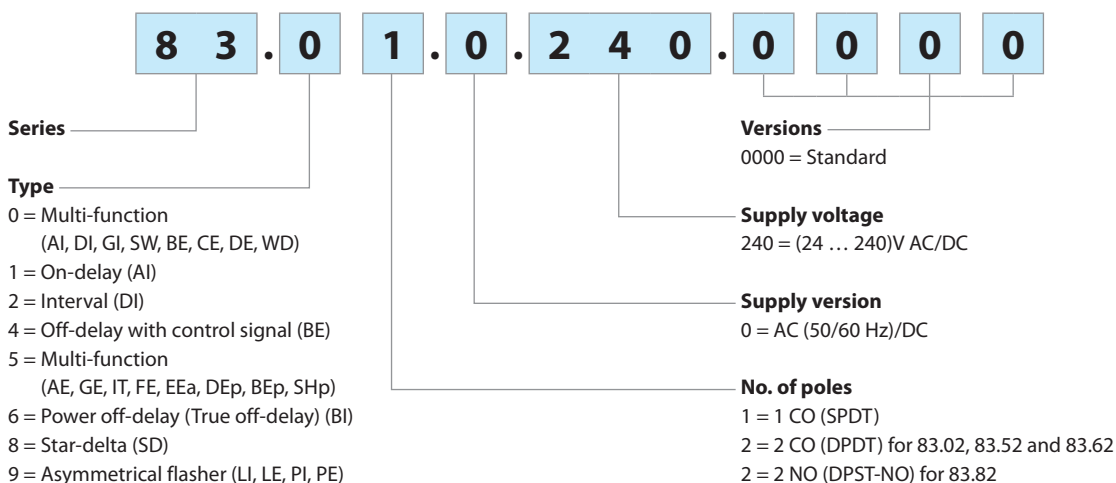 8 3 . 0 1 . 0 . 2 4 0 . 0 0 0 0
Series
Type
0 = Multi-function
(AI, DI, GI, SW, BE, CE, DE, WD)
1 = On-delay (AI)
2 = Interval (DI)
4 = Off-delay with control signal (BE)
5 = Multi-function
(AE, GE, IT, FE, EEa, DEp, BEp, SHp)
6 = Power off-delay (True off-delay) (BI)
8 = Star-delta (SD)
9 = Asymmetrical flasher (LI, LE, PI, PE)
Versions
0000 = Standard
Supply voltage
240 = (24 … 240)V AC/DC
Supply version
0 = AC (50/60 Hz)/DC
No. of poles
1 = 1 CO (SPDT)
2 = 2 CO (DPDT) for 83.02, 83.52 and 83.62
2 = 2 NO (DPST-NO) for 83.82